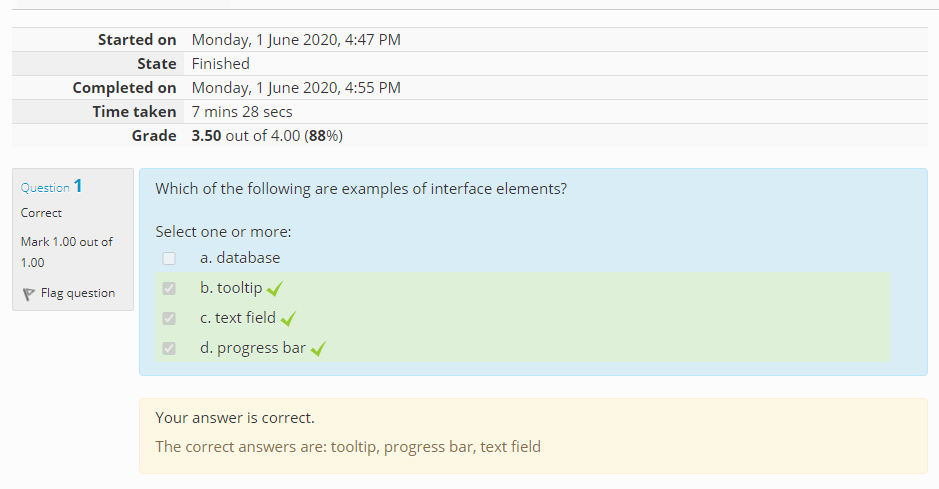 Started on Monday, 1 June 2020, 4:47 PM
State Finished
Completed on Monday, 1 June 2020, 4:55 PM
Time taken 7 mins 28 secs
Grade 3.50 out of 4.00 (88%)
Question 1
Correct
Mark 1.00 out of
1.00
Flag question
Which of the following are examples of interface elements?
Select one or more:
a. database
b. tooltip
c. text field
d. progress bar
Your answer is correct.
The correct answers are: tooltip, progress bar, text field